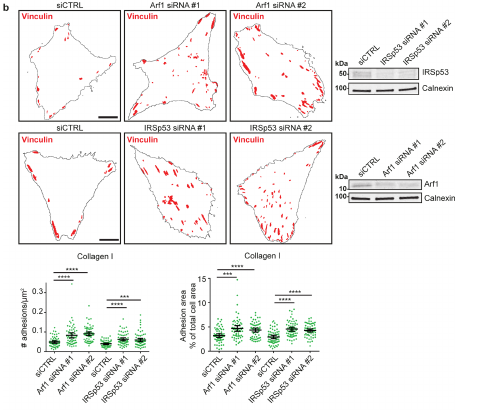 b
siCTRL
Arf1 siRNA #1
Arf1 siRNA #2
Vinculin
Vinculin
Vinculin
siCTRL
IRSp53 siRNA #1
IRSp53 siRNA #2
kDa
50
IRSp53
100
Calnexin
siCTRL
IRSp53 siRNA #1
IRSp53 siRNA #2
Vinculin
Vinculin
Vinculin
siCTRL
Arf1 siRNA #1
Arf1 siRNA #2
kDa
10
Arf1
100
Calnexin
Collagen I
# adhesions/µm²
0.3
0.2
0.1
0
****
****
***
****
siCTRL
Arf1 siRNA #1
Arf1 siRNA #2
siCTRL
IRSp53 siRNA #1
IRSp53 siRNA #2
Collagen I
Adhesion area
% of total cell area
15
10
5
0
****
***
****
****
siCTRL
Arf1 siRNA #1
Arf1 siRNA #2
siCTRL
IRSp53 siRNA #1
IRSp53 siRNA #2